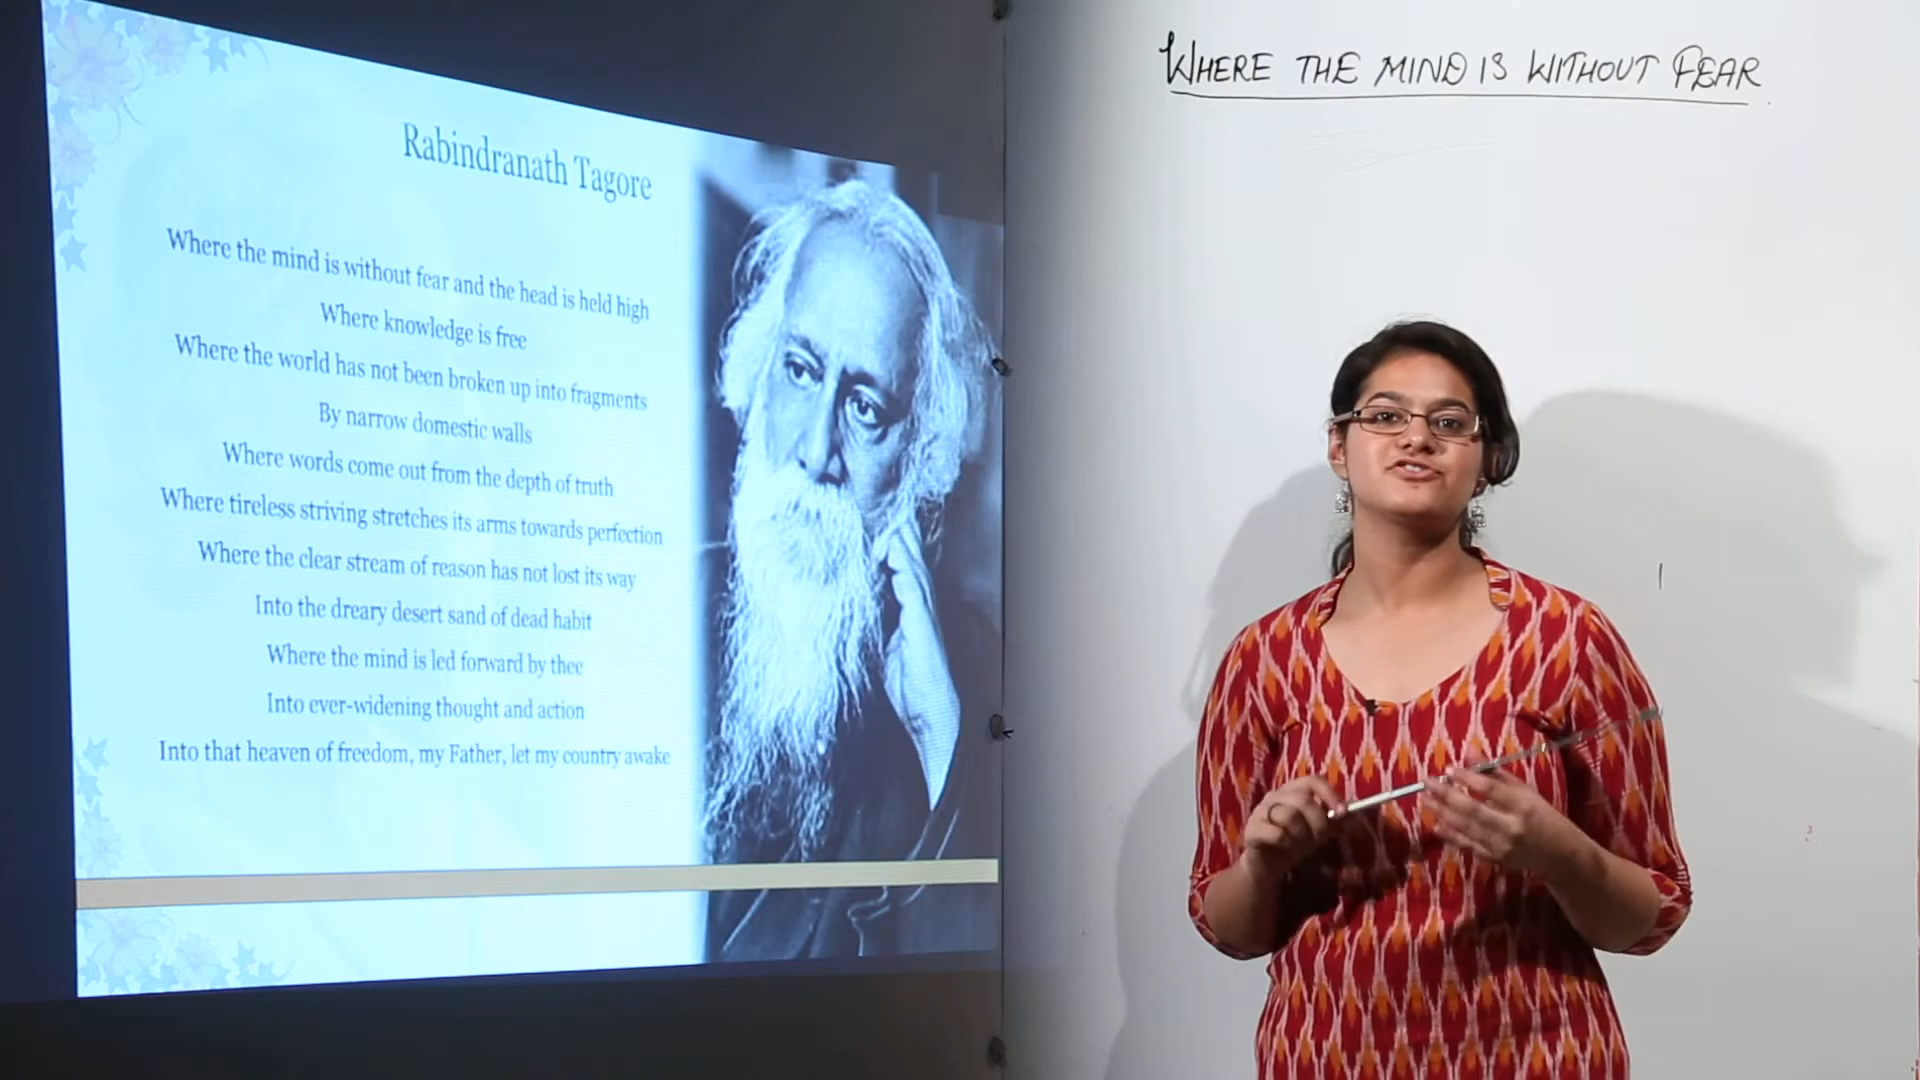 Rabindranath Tagore
Where the mind is without fear and the head is held high
Where knowledge is free
Where the world has not been broken up into fragments
By narrow domestic walls
Where words come out from the depth of truth
Where tireless striving stretches its arms towards perfection
Where the clear stream of reason has not lost its way
Into the dreary desert sand of dead habit
Where the mind is led forward by thee
Into ever-widening thought and action
Into that heaven of freedom, my Father, let my country awake
WHERE THE MIND IS WITHOUT FEAR